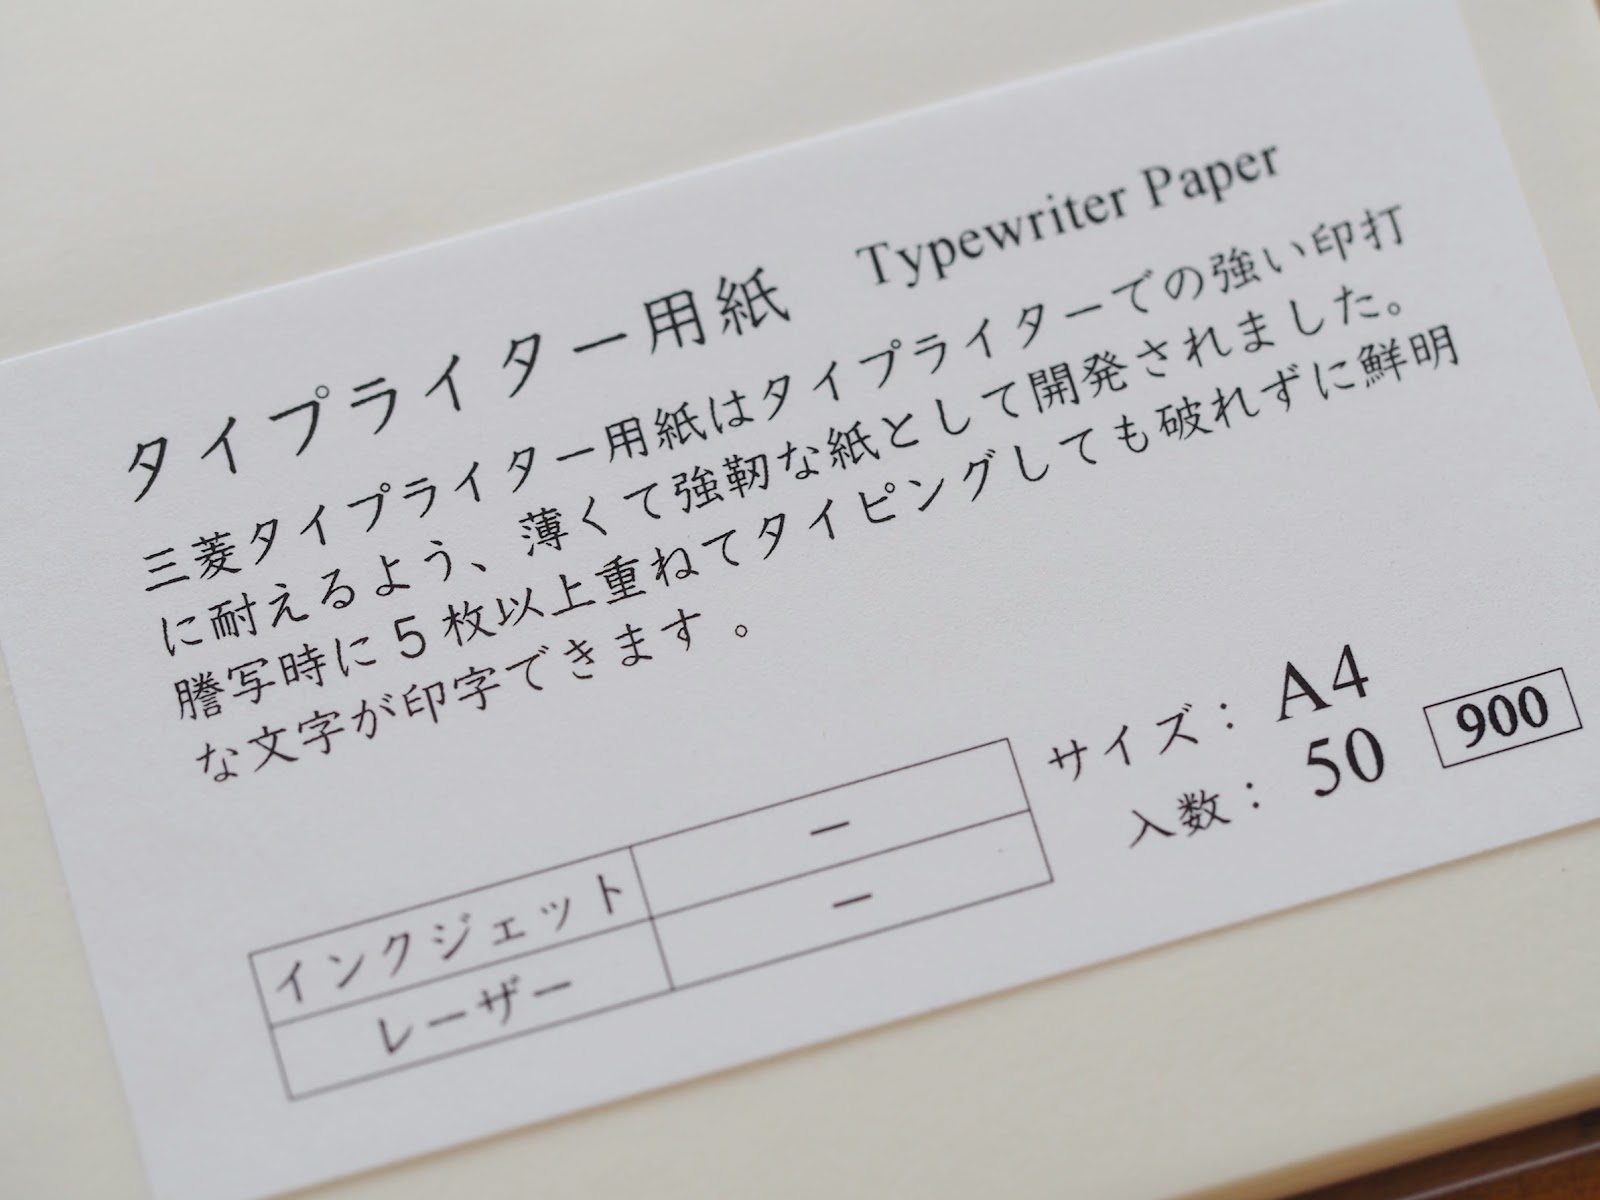 タイプライター用紙　Typewriter Paper
三菱タイプライター用紙はタイプライターでの強い印打
に耐えるよう、薄くて強靭な紙として開発されました。
謄写時に5枚以上重ねてタイピングしても破れずに鮮明
な文字が印字できます。
サイズ：A4
入数：50 900
インクジェット ー
レーザー ー